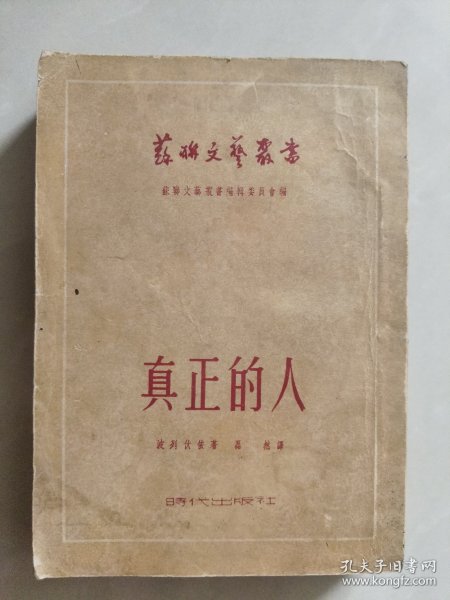 蘇聯文藝叢書
蘇聯文藝叢書編輯委員會編
真正的人
波列伏依著 磊然譯
時代出版社
孔夫子旧书网
www.kongfz.com